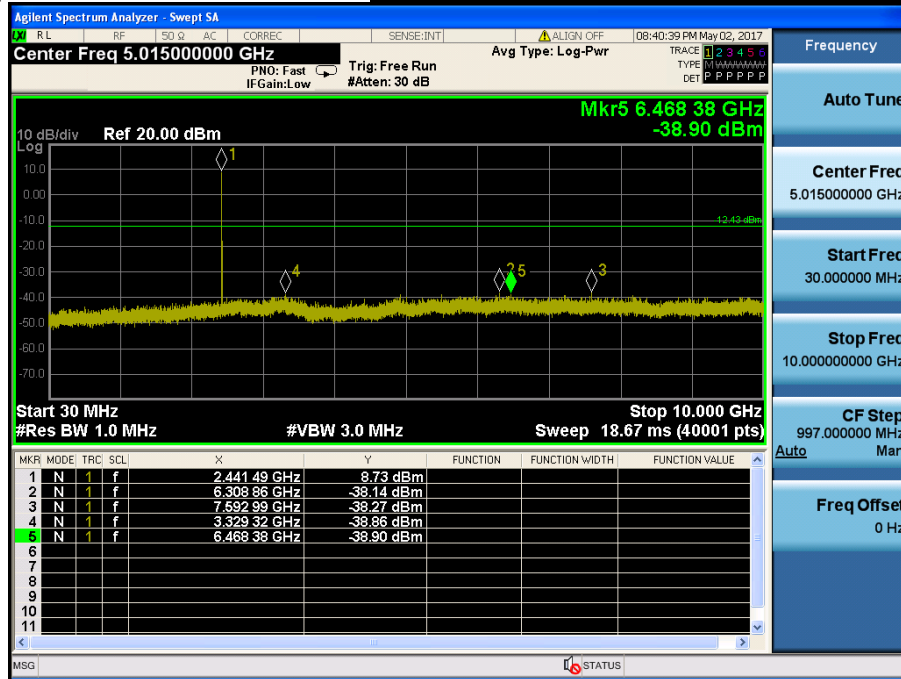 Agilent Spectrum Analyzer - Swept SA
LXI RL RF 50 Ω AC CORREC SENSE:INT ALIGN OFF 08:40:39 PM May 02, 2017
Center Freq 5.015000000 GHz
PNO: Fast
IFGain:Low
Trig: Free Run
#Atten: 30 dB
Avg Type: Log-Pwr
TRACE 1 2 3 4 5 6
TYPE M WWWWW
DET P P P P P P
Mkr5 6.468 38 GHz
-38.90 dBm
10 dB/div Ref 20.00 dBm
Log
10.0
0.00
-10.0
-20.0
-30.0
-40.0
-50.0
-60.0
-70.0
1
-12.43 dBm
4
2
5
3
Start 30 MHz Stop 10.000 GHz
#Res BW 1.0 MHz #VBW 3.0 MHz Sweep 18.67 ms (40001 pts)
MKR MODE TRC SCL X Y FUNCTION FUNCTION WIDTH FUNCTION VALUE
1 N 1 f 2.441 49 GHz 8.73 dBm
2 N 1 f 6.308 86 GHz -38.14 dBm
3 N 1 f 7.592 99 GHz -38.27 dBm
4 N 1 f 3.329 32 GHz -38.86 dBm
5 N 1 f 6.468 38 GHz -38.90 dBm
6
7
8
9
10
11
MSG STATUS
Frequency
Auto Tune
Center Freq
5.015000000 GHz
Start Freq
30.000000 MHz
Stop Freq
10.000000000 GHz
CF Step
997.000000 MHz
Auto Man
Freq Offset
0 Hz